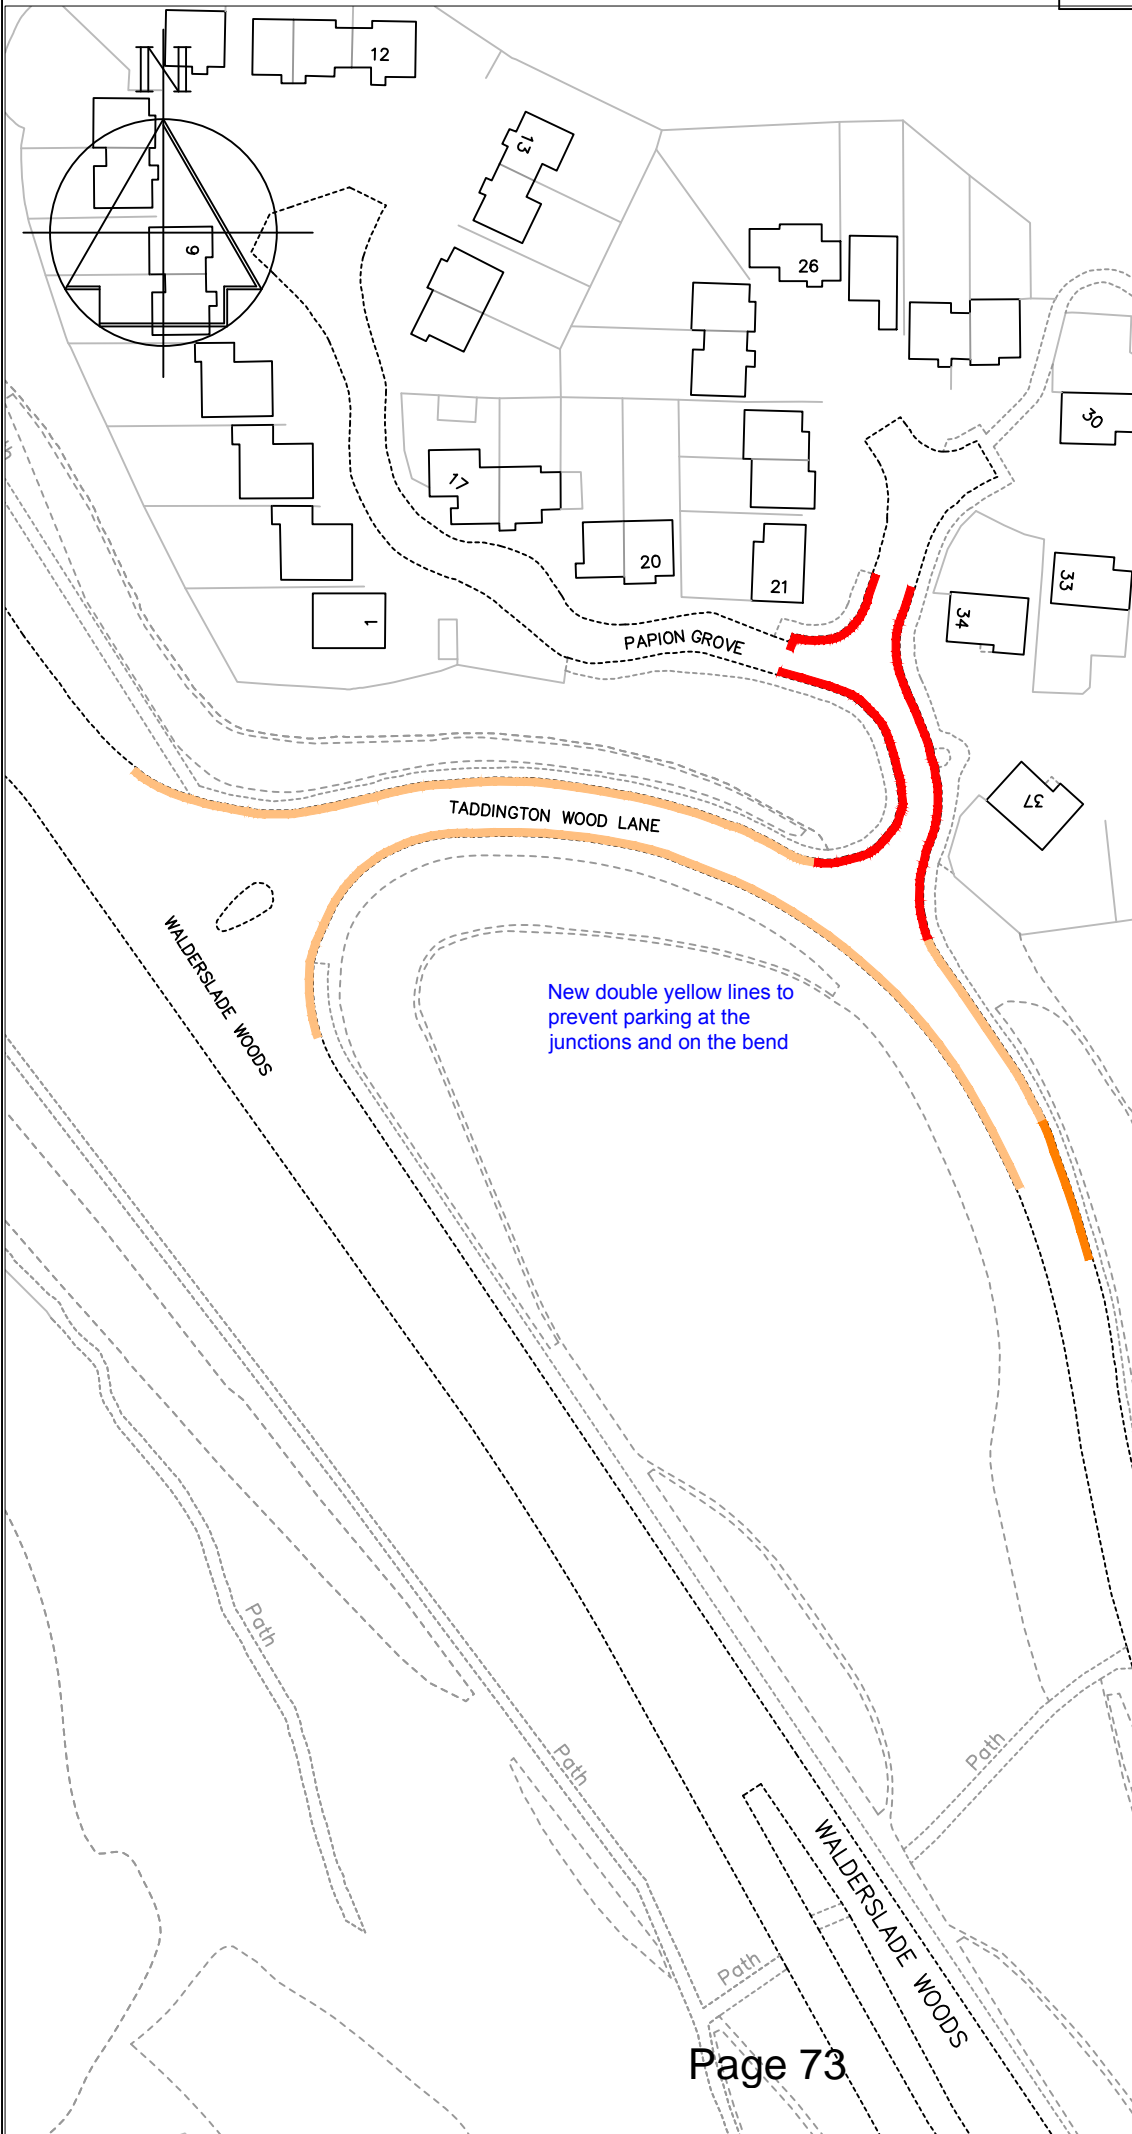 N
12
13
9
26
30
17
20
21
33
34
1
PAPION GROVE
37
TADDINGTON WOOD LANE
WALDERSLADE WOODS
New double yellow lines to
prevent parking at the
junctions and on the bend
Path
Path
Path
WALDERSLADE WOODS
Path
Page 73